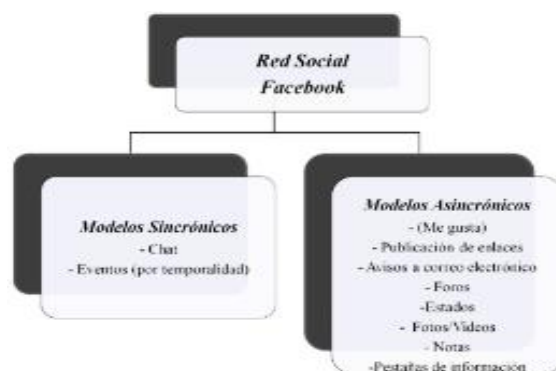 Red Social
Facebook
Modelos Sincrónicos
- Chat
- Eventos (por temporalidad)
Modelos Asincrónicos
- (Me gusta)
- Publicación de enlaces
- Avisos a correo electrónico
- Foros
-Estados
- Fotos/Videos
- Notas
-Pestañas de información